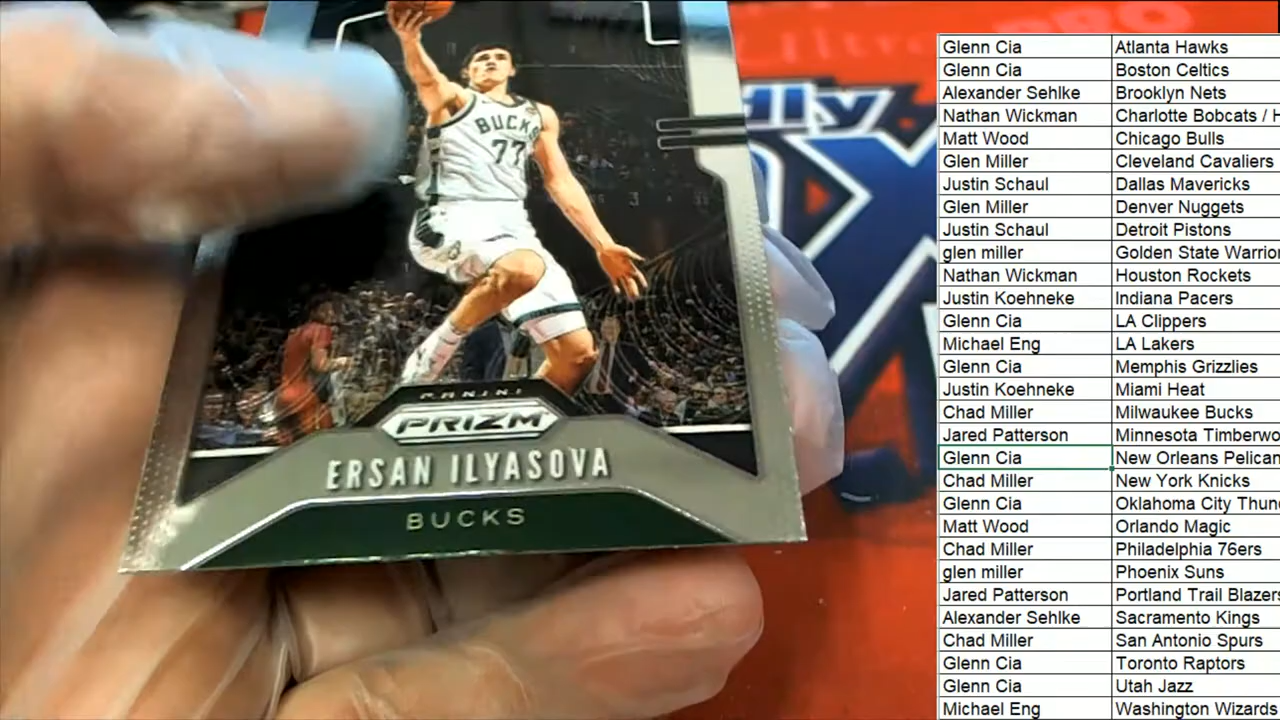 BUCKS
77
PANINI
PRIZM
ERSAN ILYASOVA
BUCKS
PRO
dly
Glenn Cia Atlanta Hawks
Glenn Cia Boston Celtics
Alexander Sehlke Brooklyn Nets
Nathan Wickman Charlotte Bobcats / H
Matt Wood Chicago Bulls
Glen Miller Cleveland Cavaliers
Justin Schaul Dallas Mavericks
Glen Miller Denver Nuggets
Justin Schaul Detroit Pistons
glen miller Golden State Warrior
Nathan Wickman Houston Rockets
Justin Koehneke Indiana Pacers
Glenn Cia LA Clippers
Michael Eng LA Lakers
Glenn Cia Memphis Grizzlies
Justin Koehneke Miami Heat
Chad Miller Milwaukee Bucks
Jared Patterson Minnesota Timberwo
Glenn Cia New Orleans Pelican
Chad Miller New York Knicks
Glenn Cia Oklahoma City Thun
Matt Wood Orlando Magic
Chad Miller Philadelphia 76ers
glen miller Phoenix Suns
Jared Patterson Portland Trail Blazers
Alexander Sehlke Sacramento Kings
Chad Miller San Antonio Spurs
Glenn Cia Toronto Raptors
Glenn Cia Utah Jazz
Michael Eng Washington Wizards